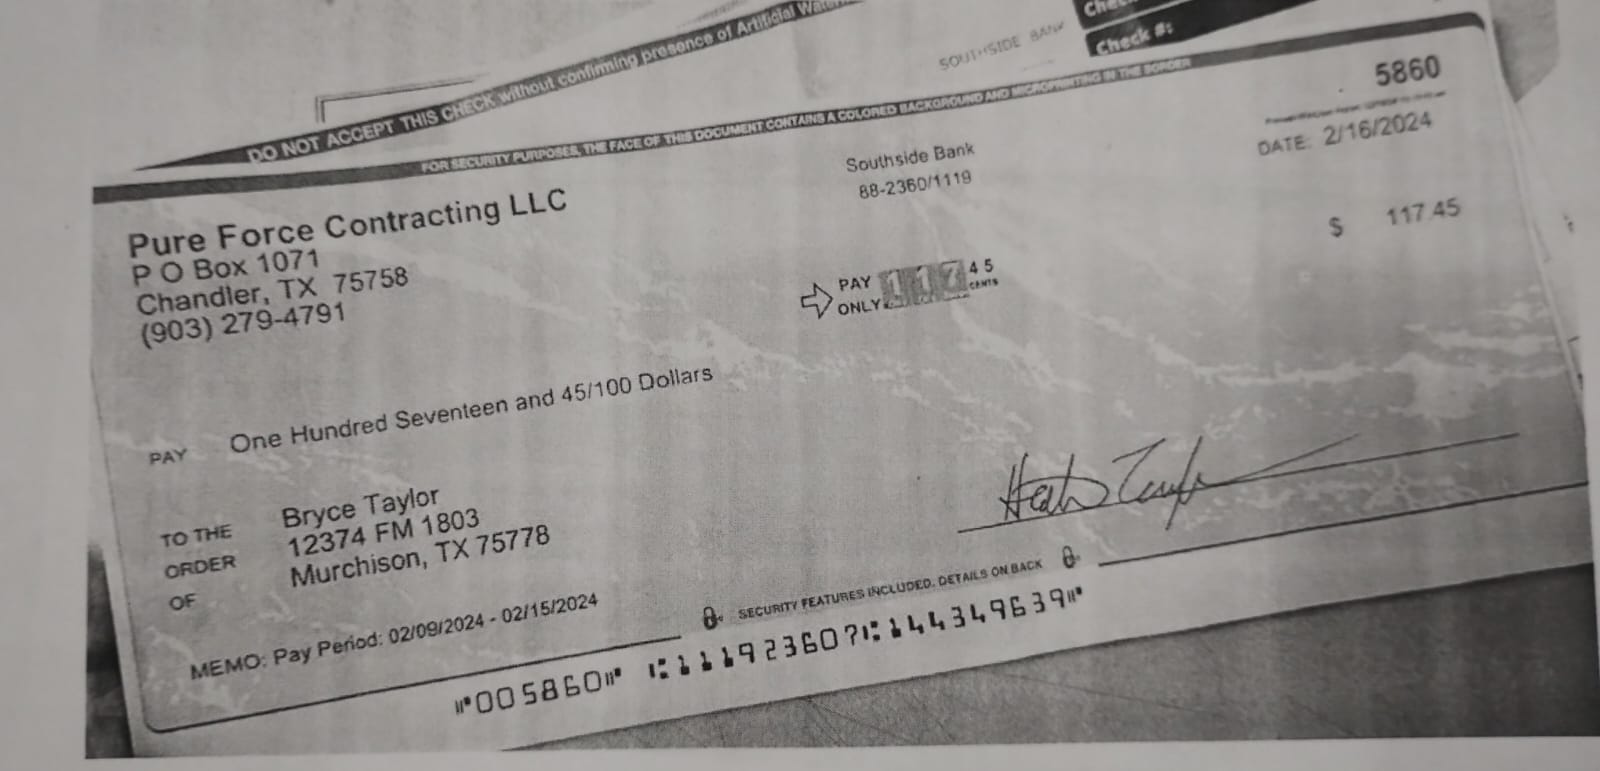 SOUTHSIDE BANK
Check #:
DO NOT ACCEPT THIS CHECK without confirming presence of Artificial
FOR SECURITY PURPOSES, THE FACE OF THIS DOCUMENT CONTAINS A COLORED BACKGROUND AND MICROPRINTING IN THE BORDER
5860
DATE: 2/16/2024
Southside Bank
88-2360/1119
Pure Force Contracting LLC
P O Box 1071
Chandler, TX 75758
(903) 279-4791
$ 117.45
PAY ONLY 117 45 CENTS
PAY One Hundred Seventeen and 45/100 Dollars
TO THE ORDER OF
Bryce Taylor
12374 FM 1803
Murchison, TX 75778
MEMO: Pay Period: 02/09/2024 - 02/15/2024
SECURITY FEATURES INCLUDED. DETAILS ON BACK
⑈005860⑈ ⑆111923607⑆144349639⑈